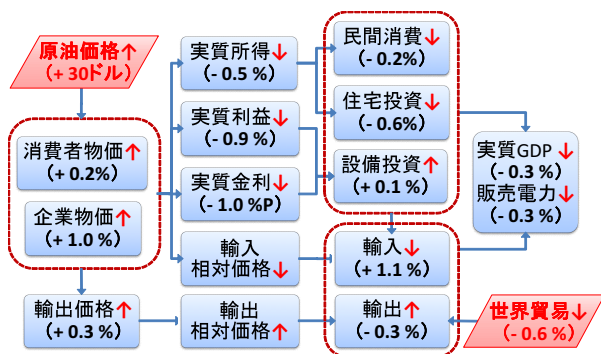 原油価格↑
(+ 30ドル)
消費者物価↑
(+ 0.2%)
企業物価↑
(+ 1.0 %)
輸出価格↑
(+ 0.3 %)
実質所得↓
(- 0.5 %)
実質利益↓
(- 0.9 %)
実質金利↓
(- 1.0 %P)
輸入
相対価格↓
輸出
相対価格↑
民間消費↓
(- 0.2%)
住宅投資↓
(- 0.6%)
設備投資↑
(+ 0.1 %)
輸入↓
(+ 1.1 %)
輸出↑
(- 0.3 %)
実質GDP ↓
(- 0.3 %)
販売電力↓
(- 0.3 %)
世界貿易↓
(- 0.6 %)